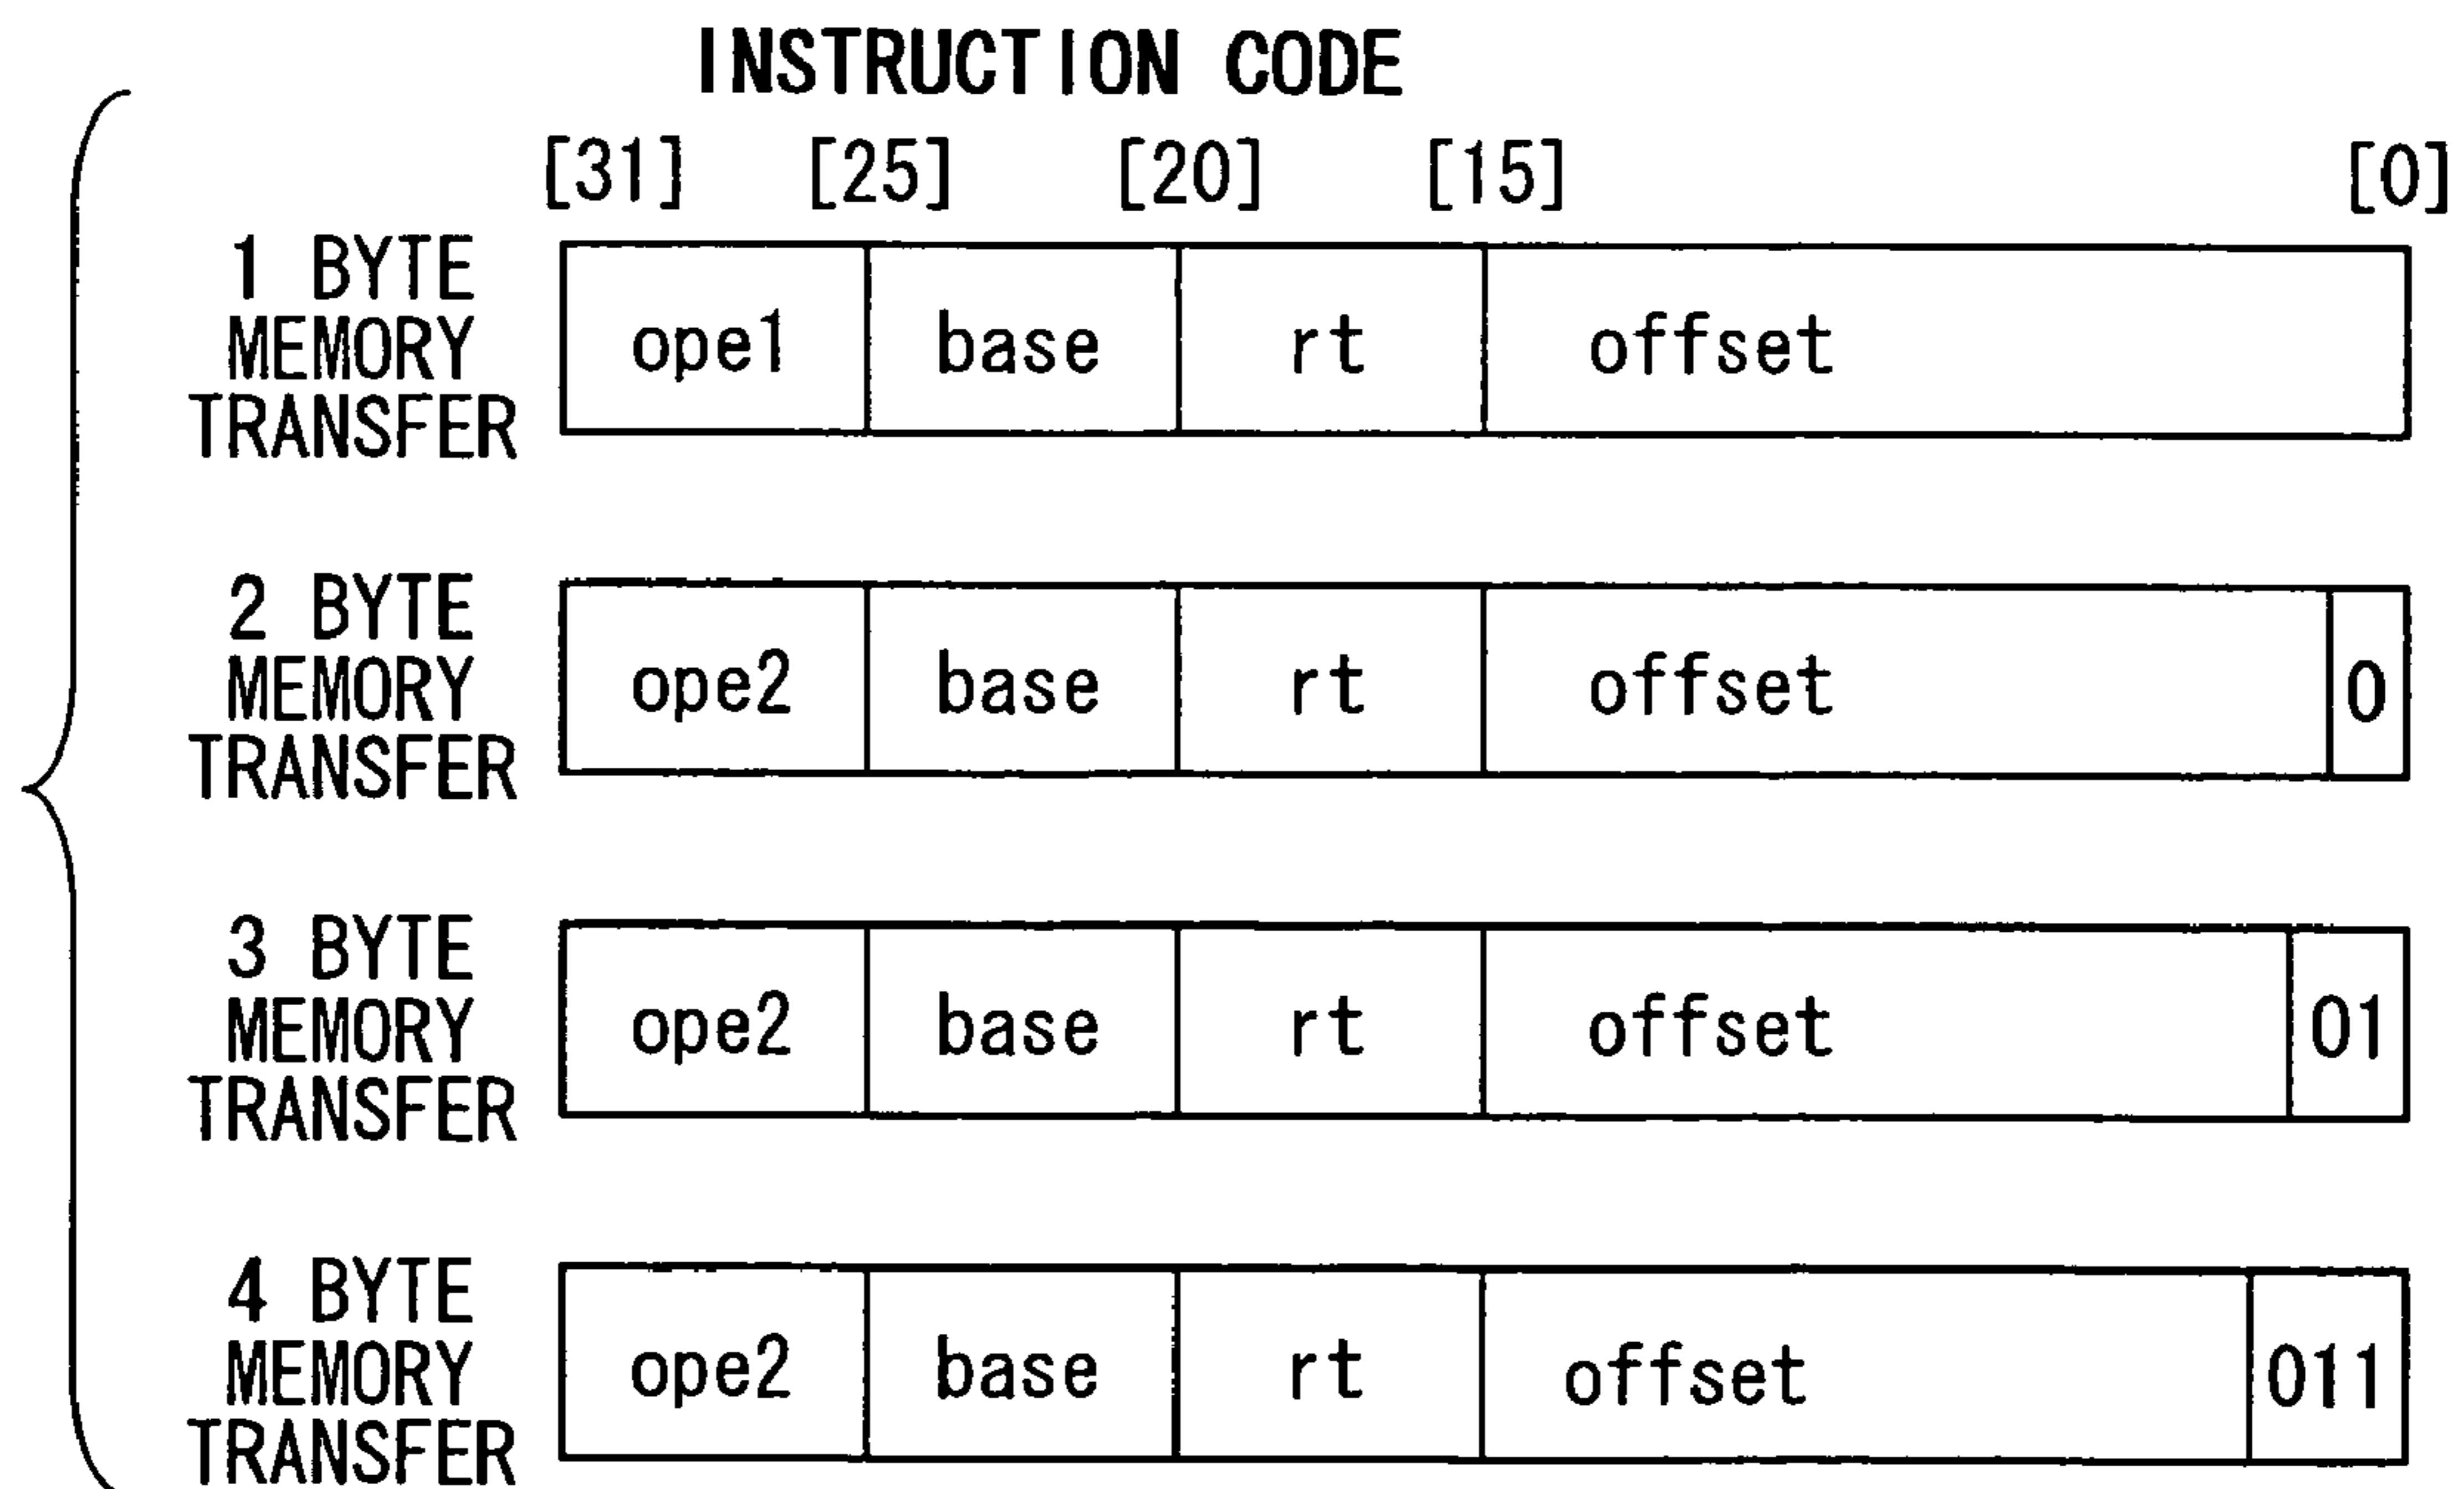 INSTRUCTION CODE
[31] [25] [20] [15] [0]
1 BYTE
MEMORY
TRANSFER
ope1 base rt offset
2 BYTE
MEMORY
TRANSFER
ope2 base rt offset 0
3 BYTE
MEMORY
TRANSFER
ope2 base rt offset 01
4 BYTE
MEMORY
TRANSFER
ope2 base rt offset 011